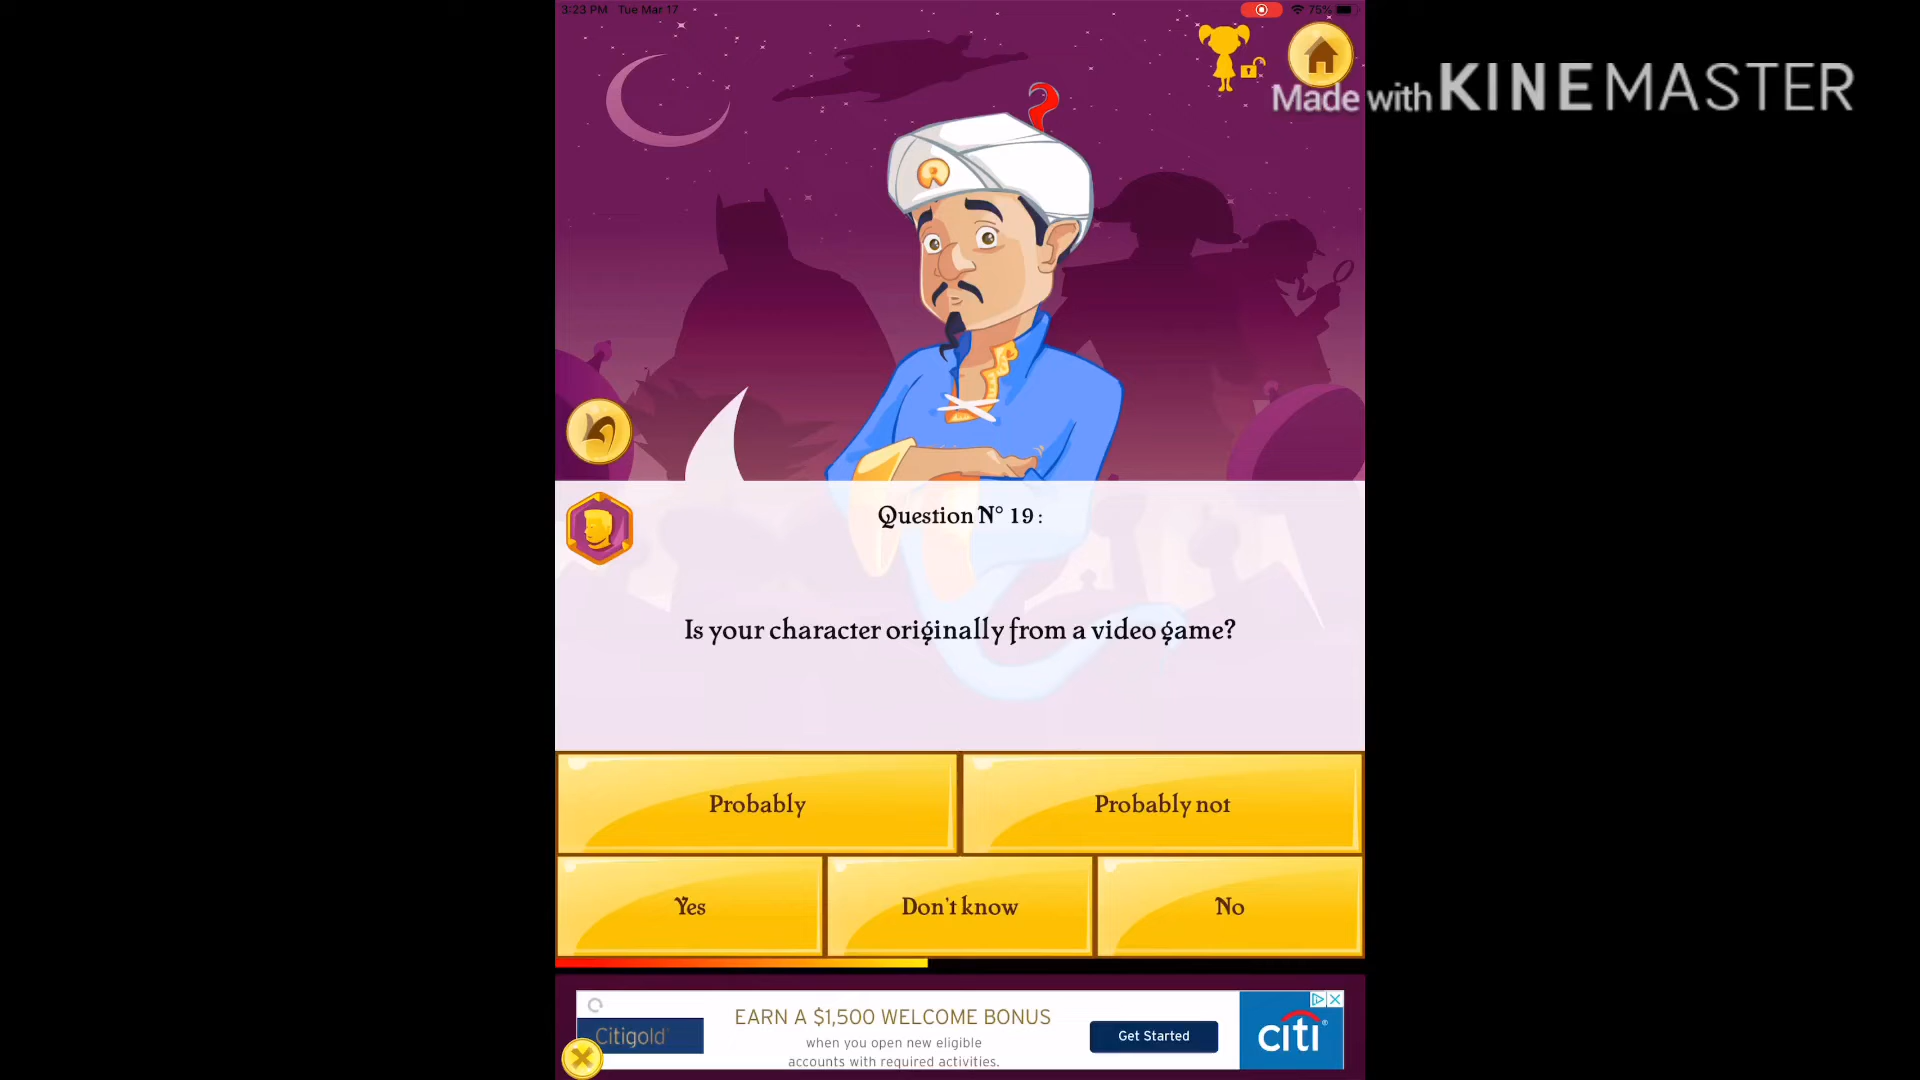 3:23 PM Tue Mar 17
75%
Made with KINEMASTER
Question N° 19 :
Is your character originally from a video game?
Probably
Probably not
Yes
Don't know
No
EARN A $1,500 WELCOME BONUS
Citigold®
when you open new eligible
accounts with required activities.
Get Started
citi®